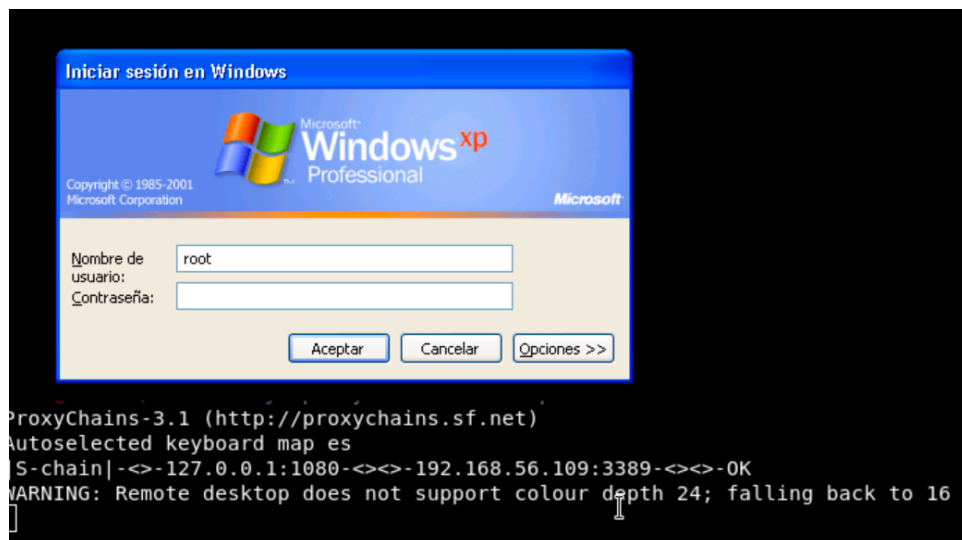 Iniciar sesión en Windows
Microsoft®
Windows xp
Professional
Copyright © 1985-2001
Microsoft Corporation
Microsoft
Nombre de usuario:
root
Contraseña:
Aceptar
Cancelar
Opciones >>
ProxyChains-3.1 (http://proxychains.sf.net)
Autoselected keyboard map es
|S-chain|-<>-127.0.0.1:1080-<><>-192.168.56.109:3389-<><>-OK
WARNING: Remote desktop does not support colour depth 24; falling back to 16